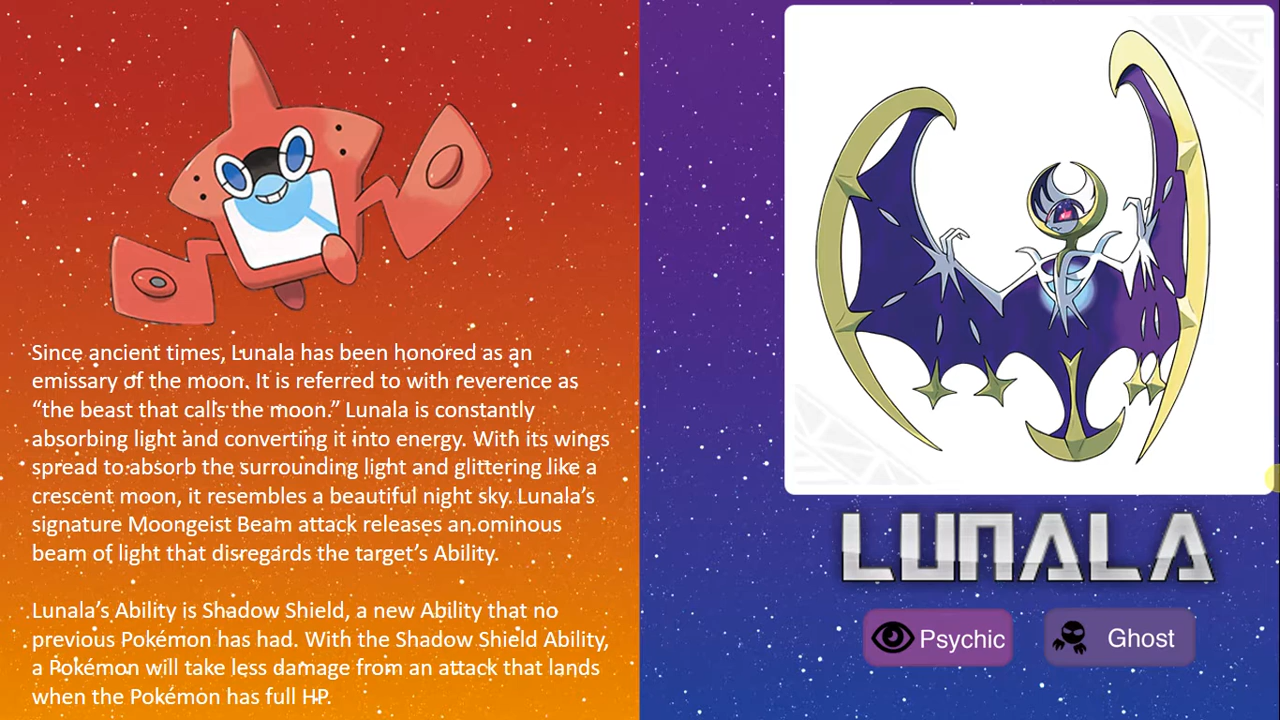 Since ancient times, Lunala has been honored as an
emissary of the moon. It is referred to with reverence as
“the beast that calls the moon.” Lunala is constantly
absorbing light and converting it into energy. With its wings
spread to absorb the surrounding light and glittering like a
crescent moon, it resembles a beautiful night sky. Lunala’s
signature Moongeist Beam attack releases an ominous
beam of light that disregards the target’s Ability.
Lunala’s Ability is Shadow Shield, a new Ability that no
previous Pokémon has had. With the Shadow Shield Ability,
a Pokémon will take less damage from an attack that lands
when the Pokémon has full HP.
LUNALA
Psychic
Ghost